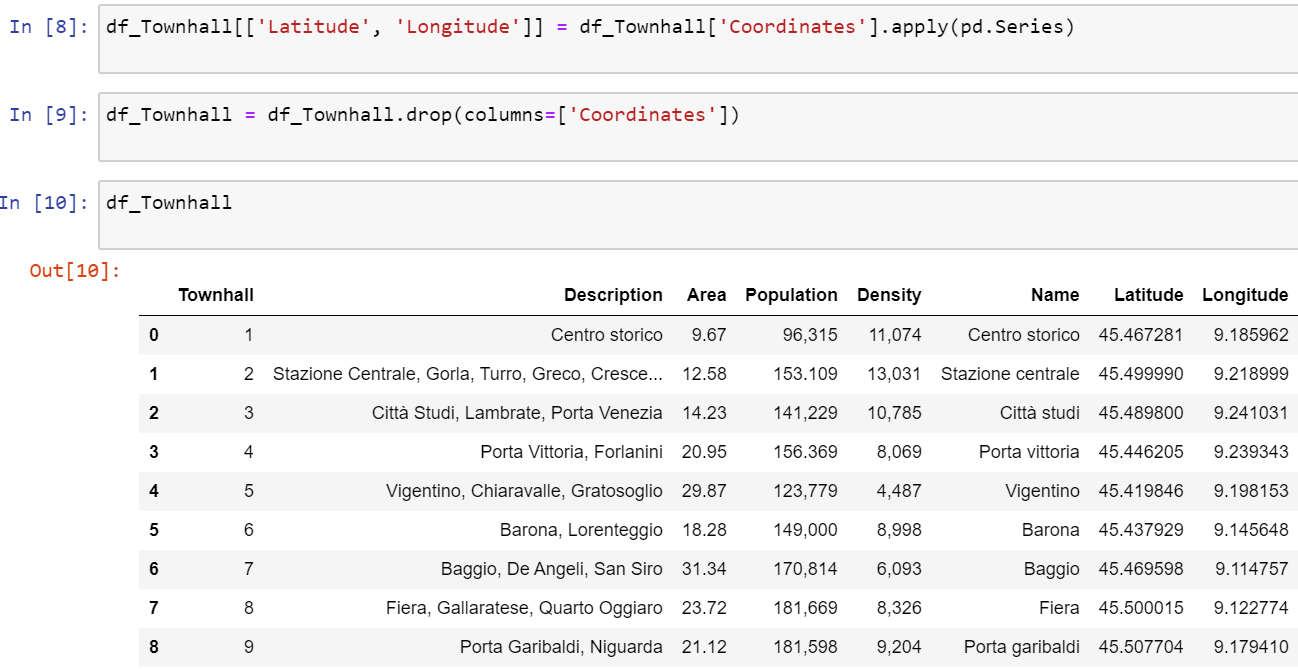 In [8]: df_Townhall[['Latitude', 'Longitude']] = df_Townhall['Coordinates'].apply(pd.Series)
In [9]: df_Townhall = df_Townhall.drop(columns=['Coordinates'])
In [10]: df_Townhall
Out[10]:
Townhall Description Area Population Density Name Latitude Longitude
0 1 Centro storico 9.67 96,315 11,074 Centro storico 45.467281 9.185962
1 2 Stazione Centrale, Gorla, Turro, Greco, Cresce... 12.58 153.109 13,031 Stazione centrale 45.499990 9.218999
2 3 Città Studi, Lambrate, Porta Venezia 14.23 141,229 10,785 Città studi 45.489800 9.241031
3 4 Porta Vittoria, Forlanini 20.95 156.369 8,069 Porta vittoria 45.446205 9.239343
4 5 Vigentino, Chiaravalle, Gratosoglio 29.87 123,779 4,487 Vigentino 45.419846 9.198153
5 6 Barona, Lorenteggio 18.28 149,000 8,998 Barona 45.437929 9.145648
6 7 Baggio, De Angeli, San Siro 31.34 170,814 6,093 Baggio 45.469598 9.114757
7 8 Fiera, Gallaratese, Quarto Oggiaro 23.72 181,669 8,326 Fiera 45.500015 9.122774
8 9 Porta Garibaldi, Niguarda 21.12 181,598 9,204 Porta garibaldi 45.507704 9.179410